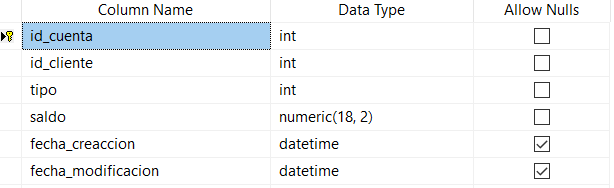 Column Name Data Type Allow Nulls
id_cuenta int
id_cliente int
tipo int
saldo numeric(18, 2)
fecha_creaccion datetime
fecha_modificacion datetime